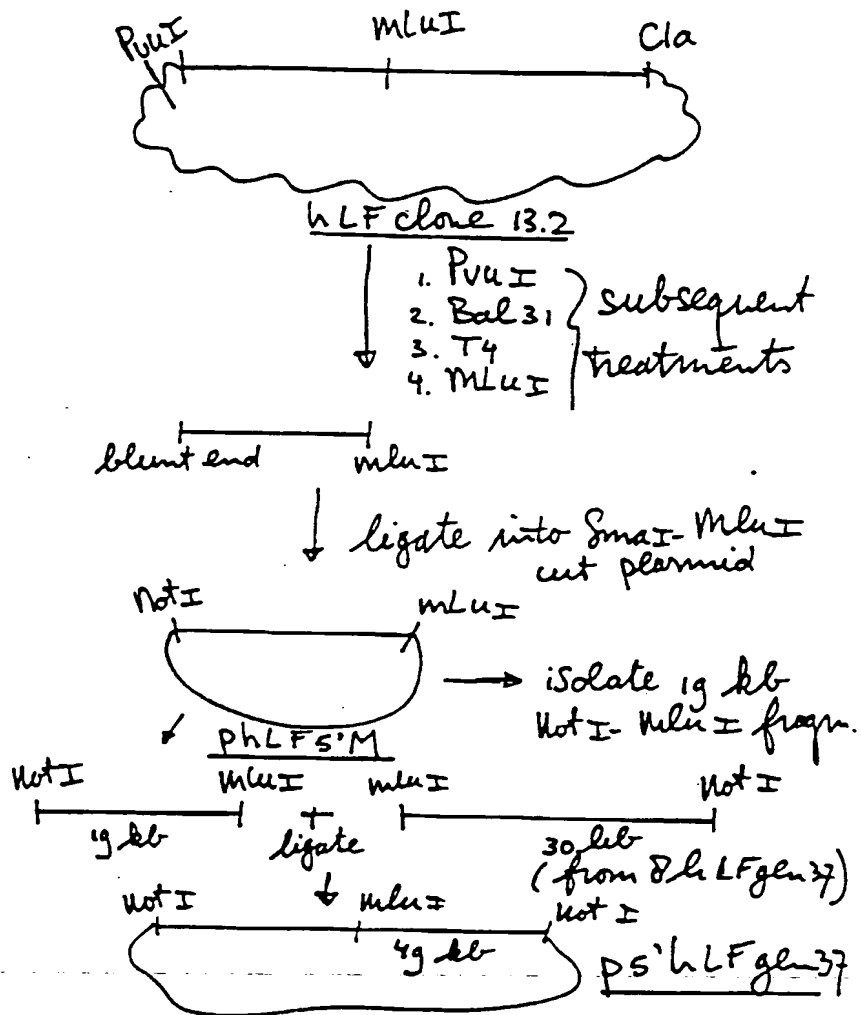 PvuI mluI Cla
hLF clone 13.2
1. PvuI
2. Bal31
3. T4
4. MluI
subsequent
treatments
blunt end mluI
ligate into SmaI-MluI
cut plasmid
NotI mLuI
isolate 19 kb
NotI-mluI fragm.
phLF5'M
NotI mluI mluI NotI
19 kb + 30 kb
ligate (from 8hLFgen37)
NotI mluI NotI
49 kb
p5'hLFgen37